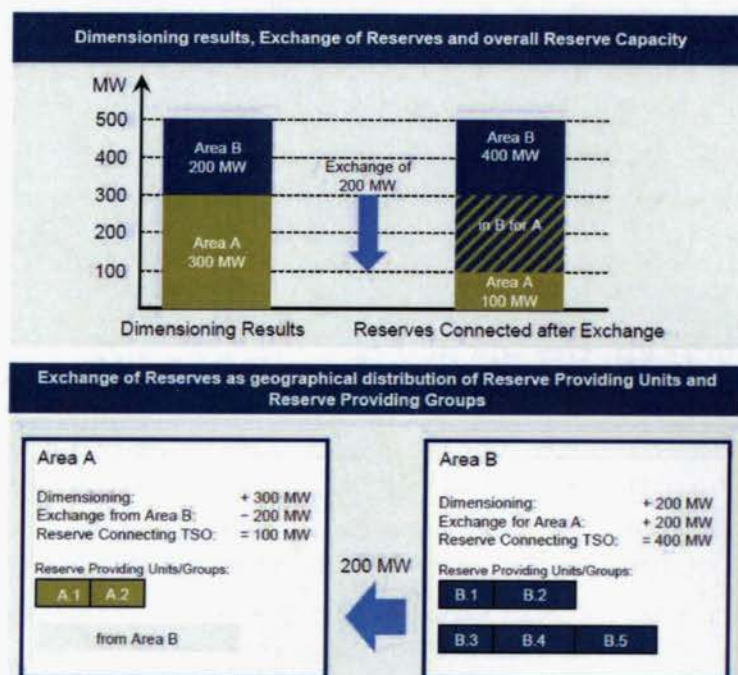 Dimensioning results, Exchange of Reserves and overall Reserve Capacity
MW
500
400
300
200
100
Area B
200 MW
Area A
300 MW
Exchange of
200 MW
Area B
400 MW
in B for A
Area A
100 MW
Dimensioning Results
Reserves Connected after Exchange
Exchange of Reserves as geographical distribution of Reserve Providing Units and
Reserve Providing Groups
Area A
Dimensioning: + 300 MW
Exchange from Area B: − 200 MW
Reserve Connecting TSO: = 100 MW
Reserve Providing Units/Groups:
A.1 A.2
from Area B
200 MW
Area B
Dimensioning: + 200 MW
Exchange for Area A: + 200 MW
Reserve Connecting TSO: = 400 MW
Reserve Providing Units/Groups:
B.1 B.2
B.3 B.4 B.5